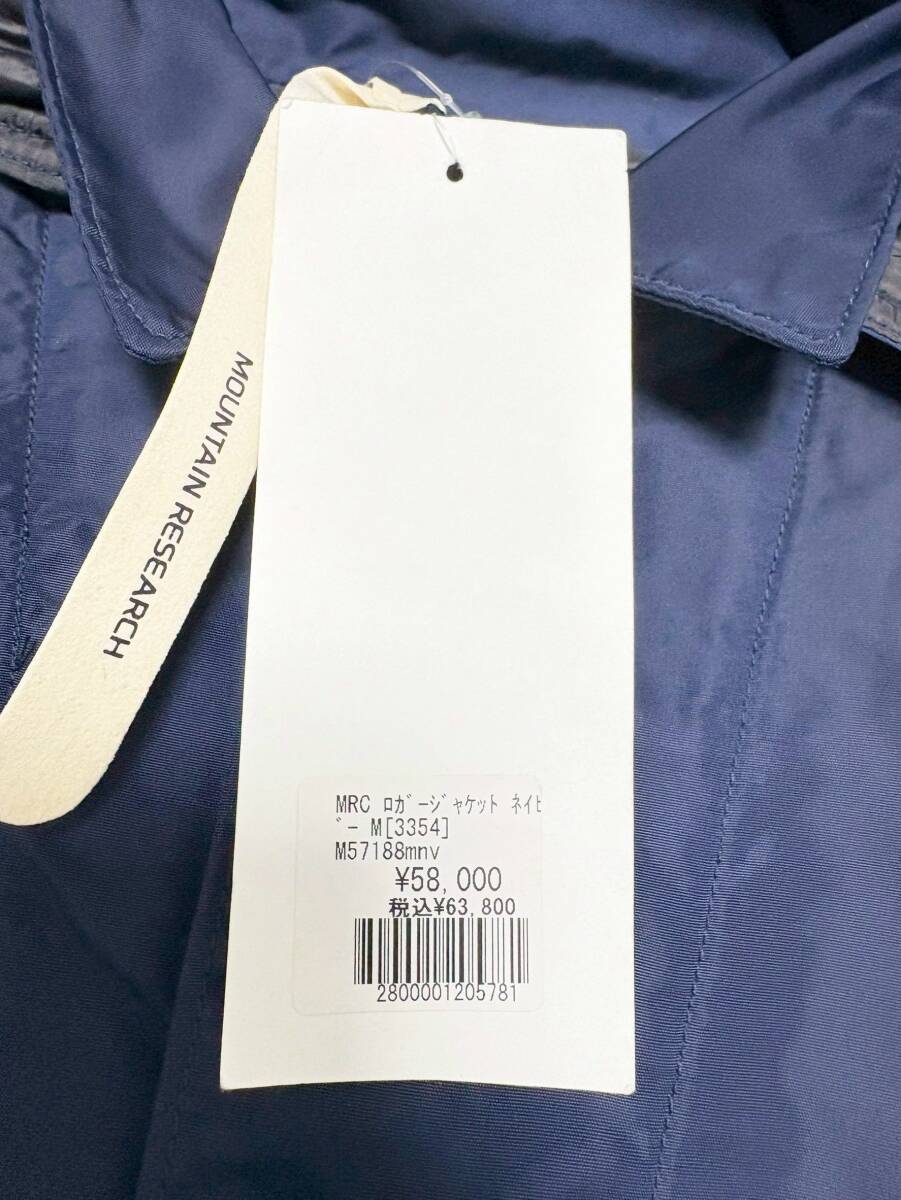 MOUNTAIN RESEARCH
MRC ﾛｶﾞｰｼﾞｬｹｯﾄ ﾈｲﾋ
ﾞｰ M[3354]
M57188mnv
¥58,000
税込¥63,800
2800001205781